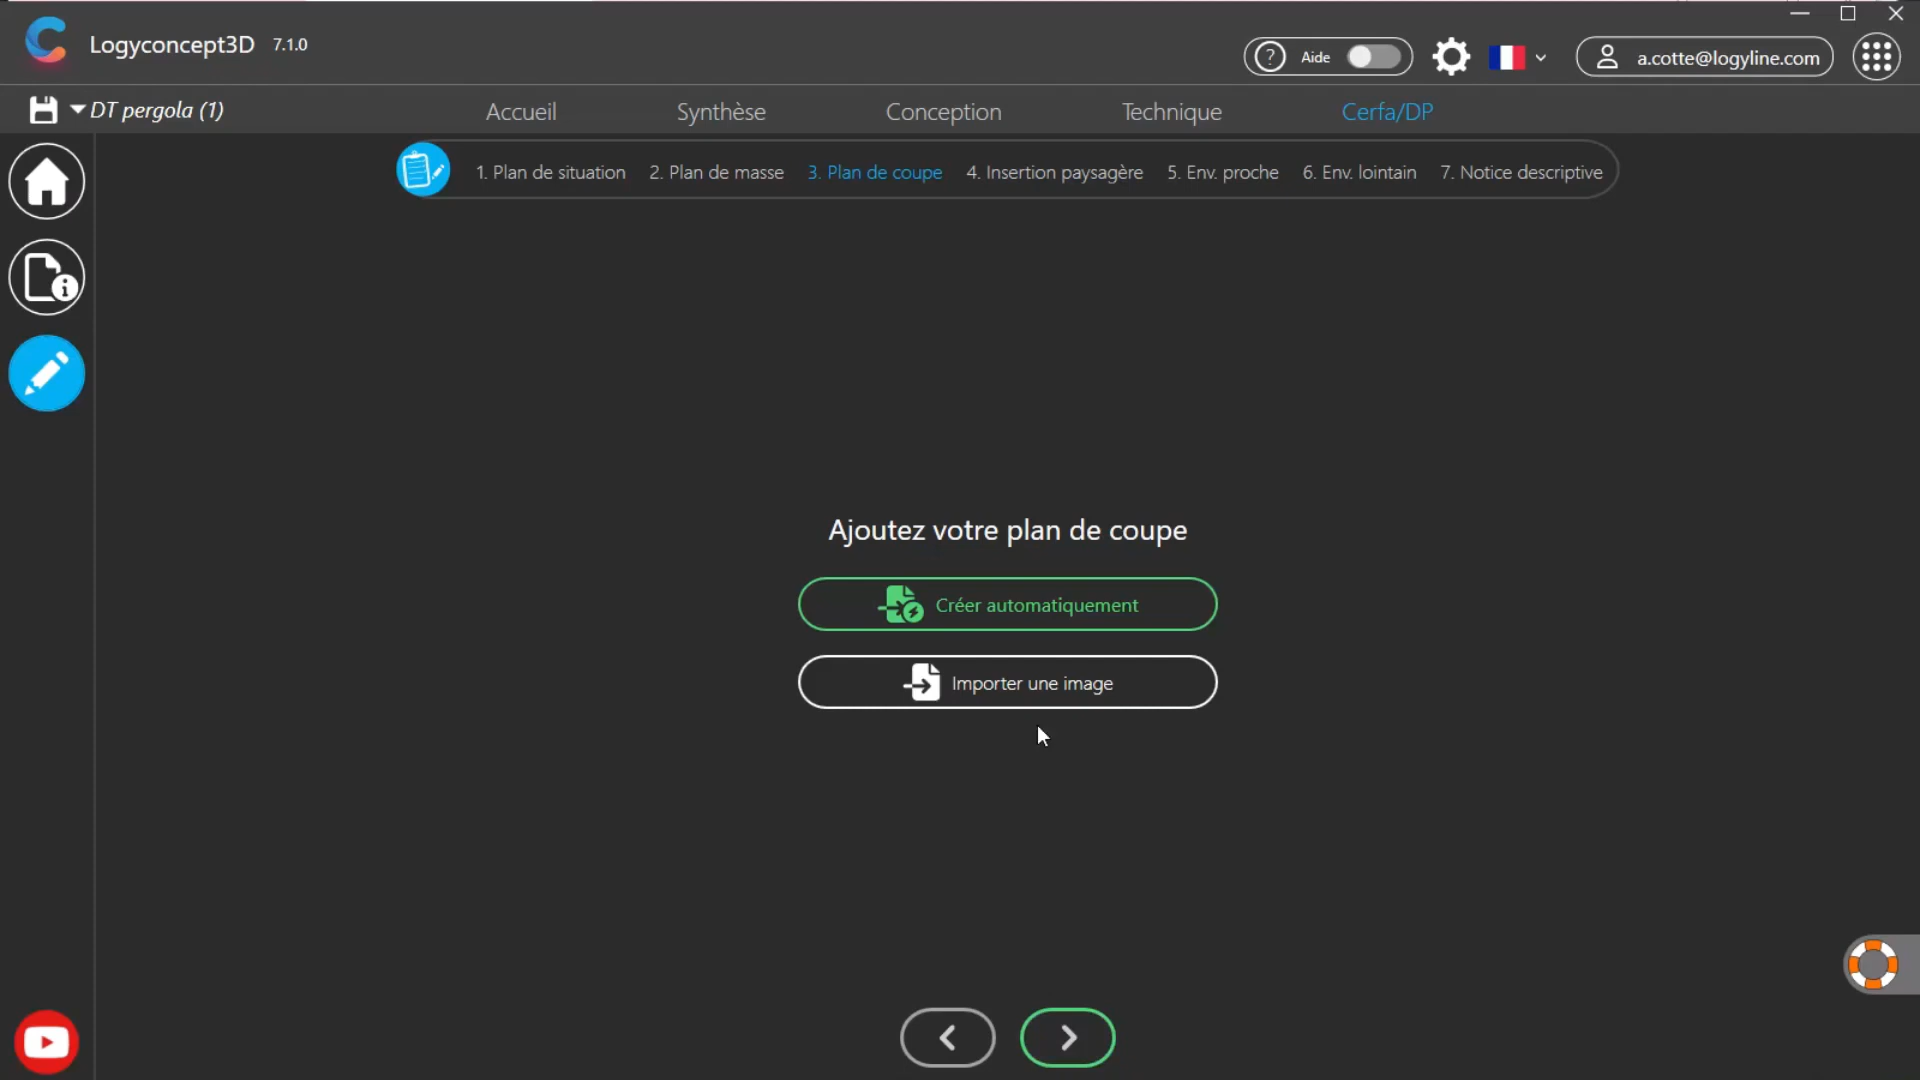 Logyconcept3D 7.1.0
Aide
a.cotte@logyline.com
DT pergola (1)
Accueil
Synthèse
Conception
Technique
Cerfa/DP
1. Plan de situation
2. Plan de masse
3. Plan de coupe
4. Insertion paysagère
5. Env. proche
6. Env. lointain
7. Notice descriptive
Ajoutez votre plan de coupe
Créer automatiquement
Importer une image